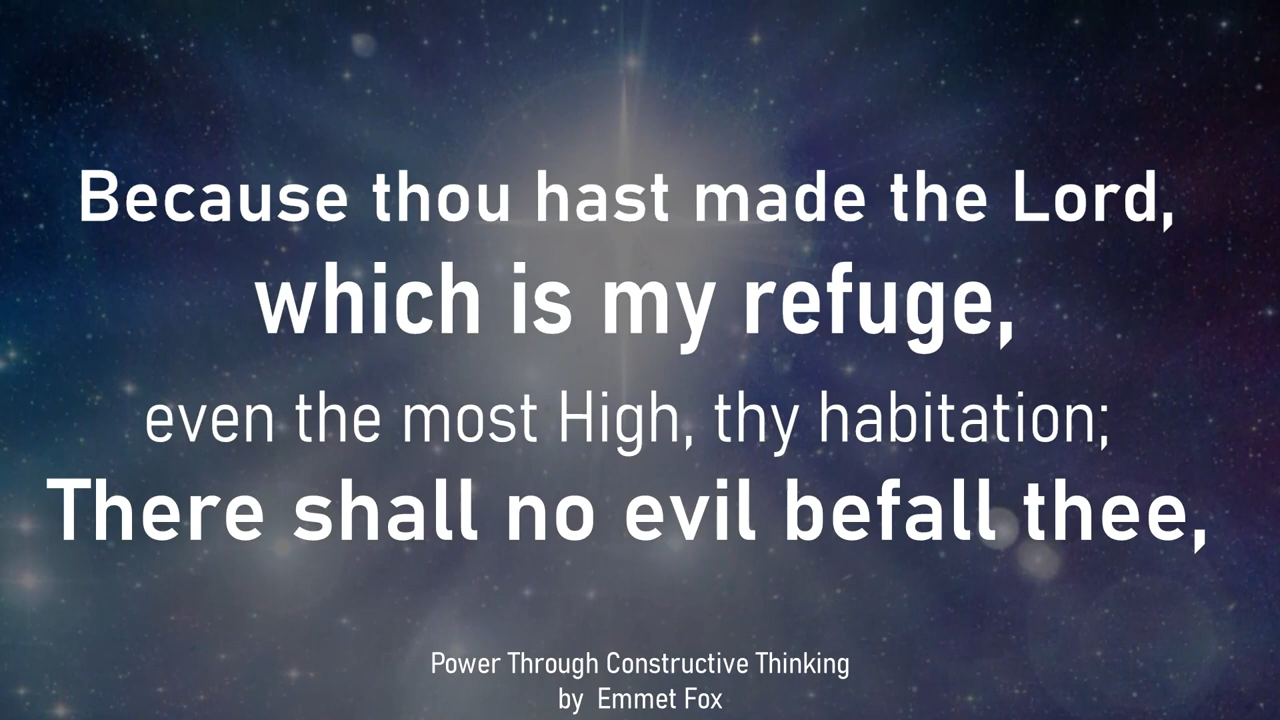 Because thou hast made the Lord,
which is my refuge,
even the most High, thy habitation;
There shall no evil befall thee,
Power Through Constructive Thinking
by Emmet Fox